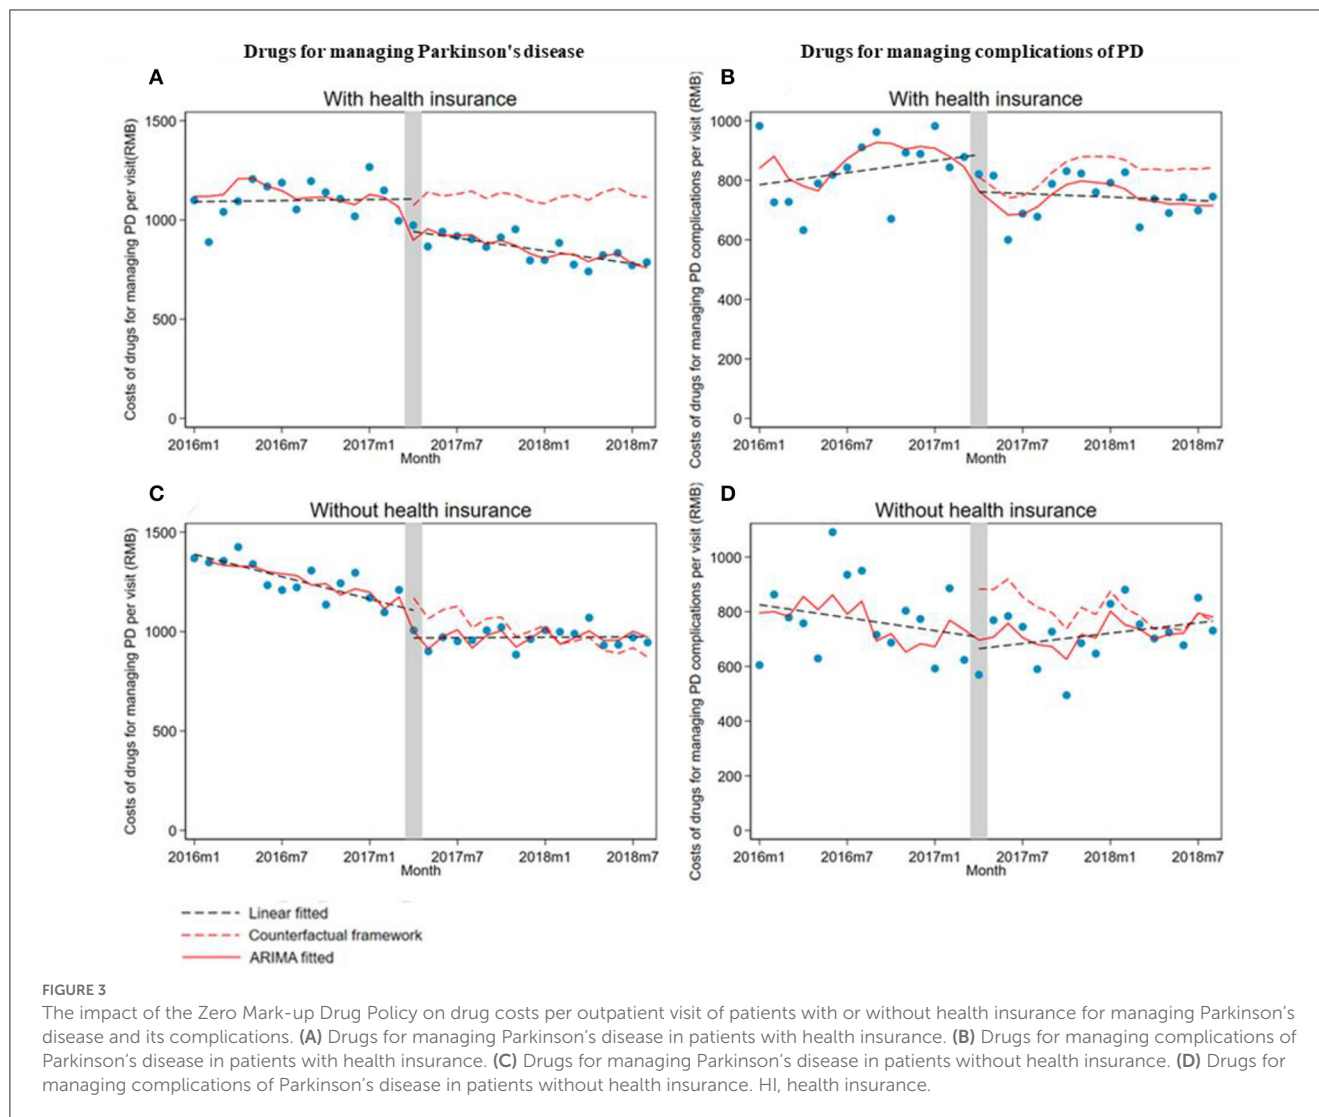 Drugs for managing Parkinson's disease
Drugs for managing complications of PD
A
With health insurance
Costs of drugs for managing PD per visit(RMB)
1500
1000
500
0
2016m1 2016m7 2017m1 2017m7 2018m1 2018m7
Month
B
With health insurance
Costs of drugs for managing PD complications per visit (RMB)
1000
800
600
400
200
0
2016m1 2016m7 2017m1 2017m7 2018m1 2018m7
Month
C
Without health insurance
Costs of drugs for managing PD per visit (RMB)
1500
1000
500
0
2016m1 2016m7 2017m1 2017m7 2018m1 2018m7
Month
D
Without health insurance
Costs of drugs for managing PD complications per visit (RMB)
1000
800
600
400
200
0
2016m1 2016m7 2017m1 2017m7 2018m1 2018m7
Month
Linear fitted
Counterfactual framework
ARIMA fitted
FIGURE 3
The impact of the Zero Mark-up Drug Policy on drug costs per outpatient visit of patients with or without health insurance for managing Parkinson's
disease and its complications. (A) Drugs for managing Parkinson's disease in patients with health insurance. (B) Drugs for managing complications of
Parkinson's disease in patients with health insurance. (C) Drugs for managing Parkinson's disease in patients without health insurance. (D) Drugs for
managing complications of Parkinson's disease in patients without health insurance. HI, health insurance.